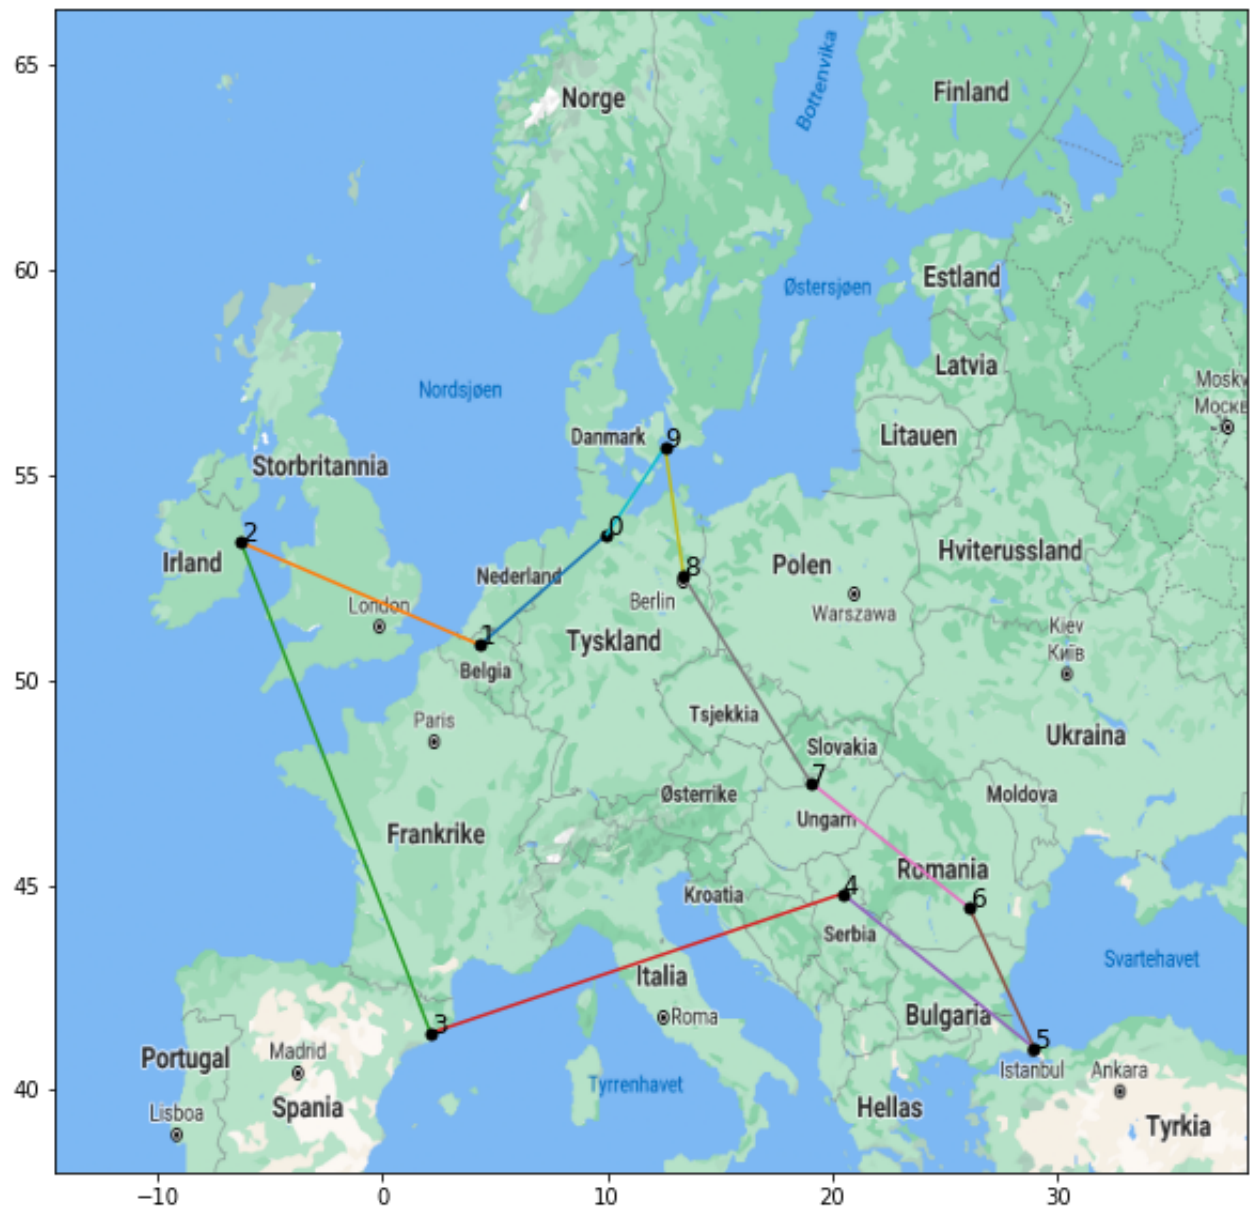 65
Norge
Bottenvika
Finland
60
Estland
Østersjøen
Latvia
Nordsjøen
Moskv
Москв
Danmark
9
Litauen
55
Storbritannia
2
0
Irland
Nederland
8
Polen
Hviterussland
London
Berlin
Warszawa
1
Tyskland
Kiev
Київ
Belgia
50
Paris
Tsjekkia
Slovakia
Ukraina
7
Østerrike
Moldova
Frankrike
Ungarn
45
Romania
4
Kroatia
6
Serbia
Svartehavet
Italia
3
Roma
Bulgaria
5
Portugal
Madrid
Istanbul
Ankara
40
Tyrrenhavet
Lisboa
Spania
Hellas
Tyrkia
−10
0
10
20
30